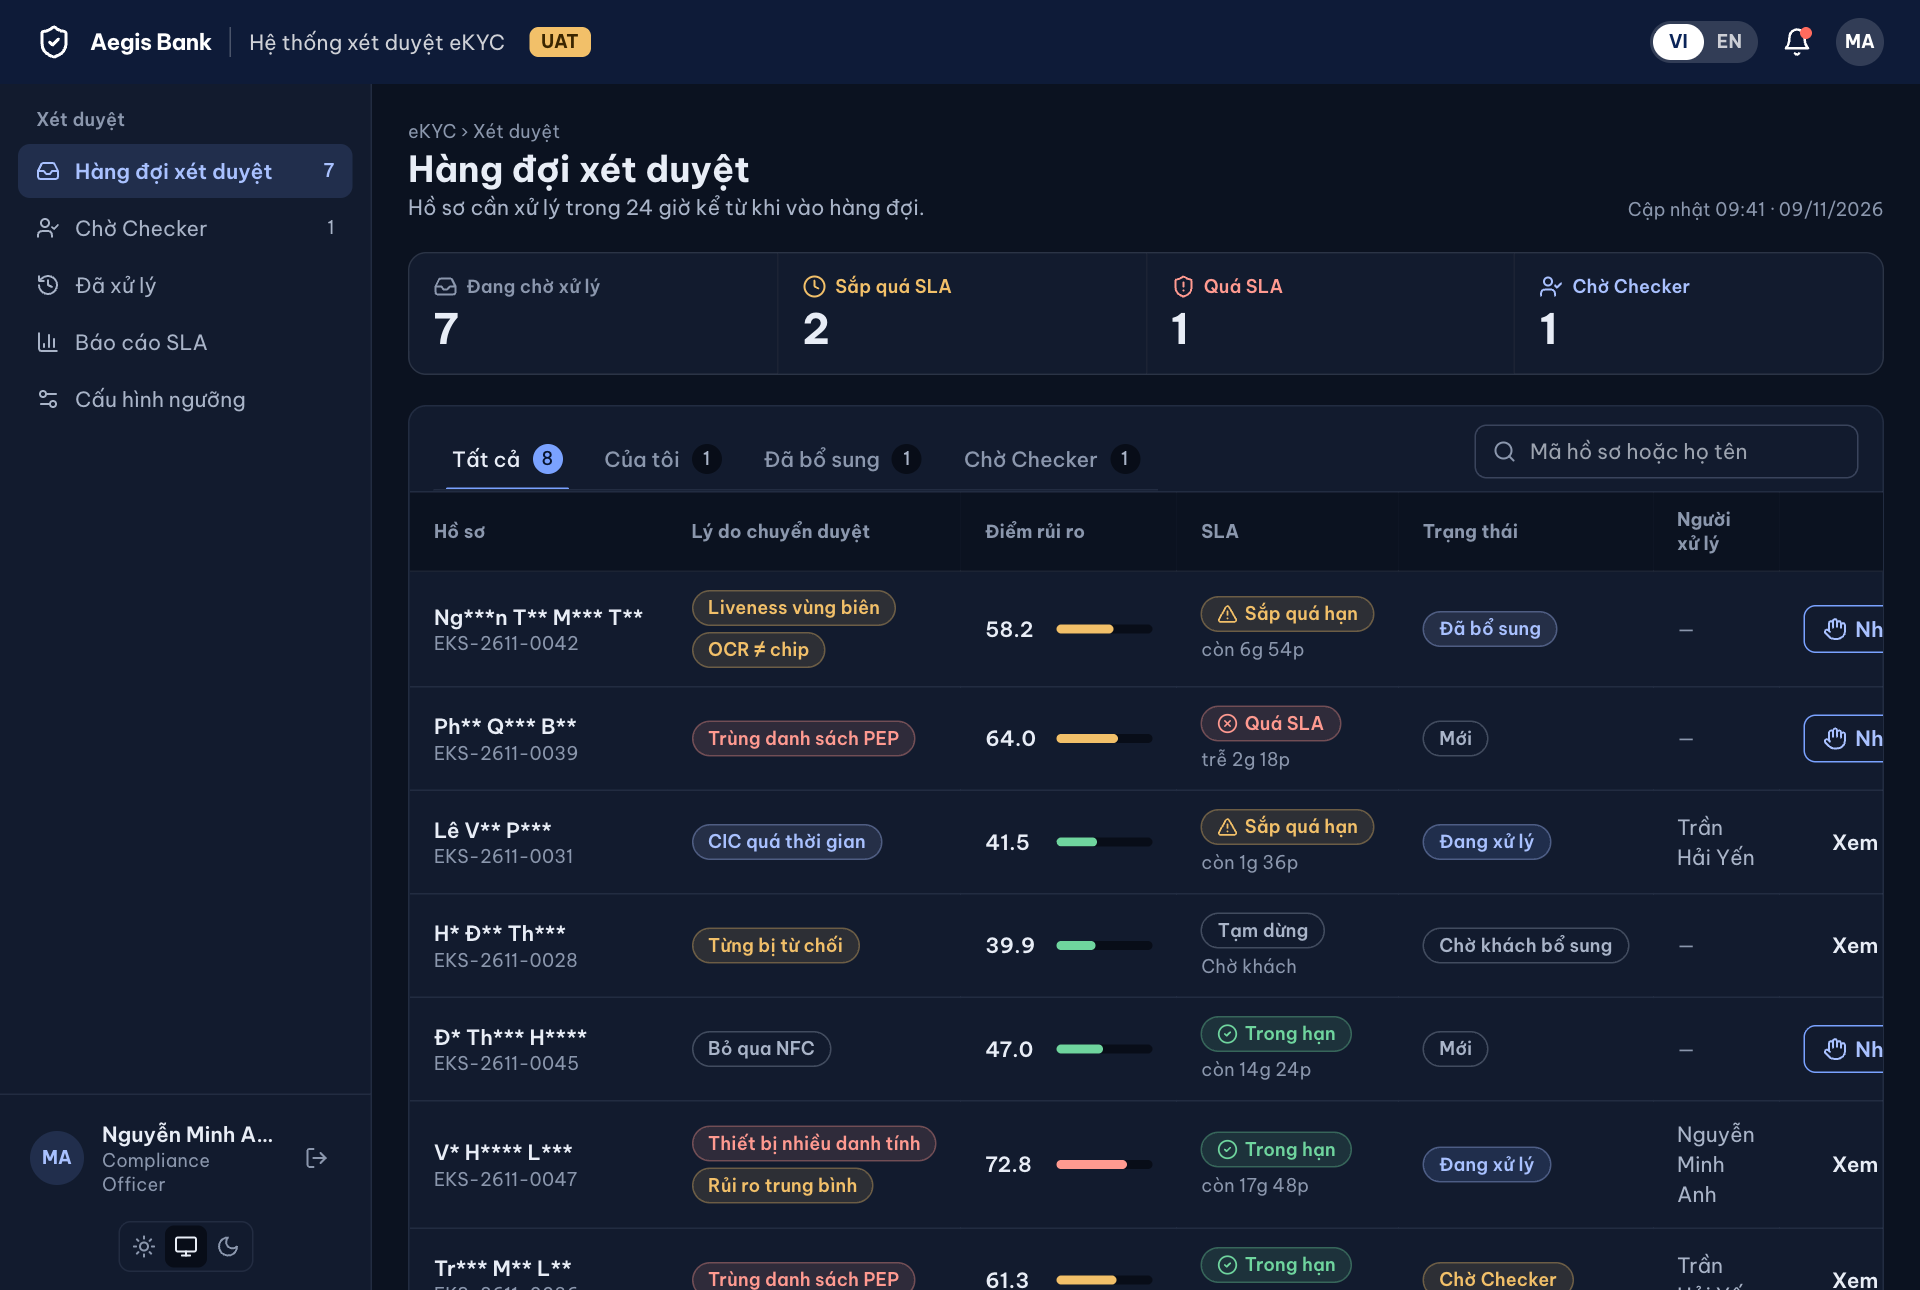 Aegis Bank
Hệ thống xét duyệt eKYC
UAT
VI
EN
MA
Xét duyệt
Hàng đợi xét duyệt 7
Chờ Checker 1
Đã xử lý
Báo cáo SLA
Cấu hình ngưỡng
MA
Nguyễn Minh A...
Compliance
Officer
eKYC › Xét duyệt
Hàng đợi xét duyệt
Hồ sơ cần xử lý trong 24 giờ kể từ khi vào hàng đợi.
Cập nhật 09:41 · 09/11/2026
Đang chờ xử lý
7
Sắp quá SLA
2
Quá SLA
1
Chờ Checker
1
Tất cả 8
Của tôi 1
Đã bổ sung 1
Chờ Checker 1
Mã hồ sơ hoặc họ tên
Hồ sơ
Lý do chuyển duyệt
Điểm rủi ro
SLA
Trạng thái
Người
xử lý
Ng***n T** M*** T**
EKS-2611-0042
Liveness vùng biên
OCR ≠ chip
58.2
Sắp quá hạn
còn 6g 54p
Đã bổ sung
—
Nh
Ph** Q*** B**
EKS-2611-0039
Trùng danh sách PEP
64.0
Quá SLA
trễ 2g 18p
Mới
—
Nh
Lê V** P***
EKS-2611-0031
CIC quá thời gian
41.5
Sắp quá hạn
còn 1g 36p
Đang xử lý
Trần
Hải Yến
Xem
H* Đ** Th***
EKS-2611-0028
Từng bị từ chối
39.9
Tạm dừng
Chờ khách
Chờ khách bổ sung
—
Xem
Đ* Th*** H****
EKS-2611-0045
Bỏ qua NFC
47.0
Trong hạn
còn 14g 24p
Mới
—
Nh
V* H**** L***
EKS-2611-0047
Thiết bị nhiều danh tính
Rủi ro trung bình
72.8
Trong hạn
còn 17g 48p
Đang xử lý
Nguyễn
Minh
Anh
Xem
Tr*** M** L**
Trùng danh sách PEP
61.3
Trong hạn
Chờ Checker
Trần
Xem